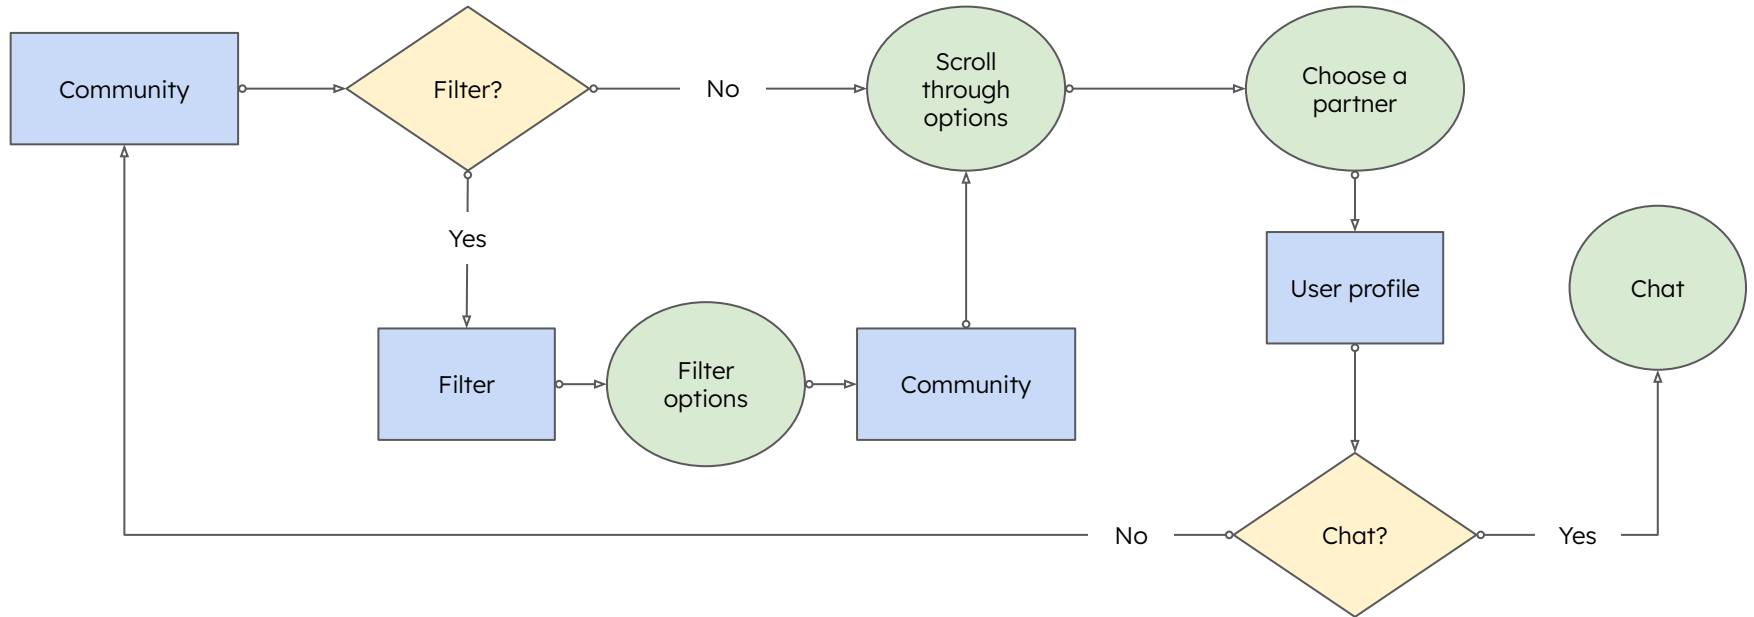 Community
Filter?
No
Scroll
through
options
Choose a
partner
Yes
User profile
Chat
Filter
Filter
options
Community
No
Chat?
Yes